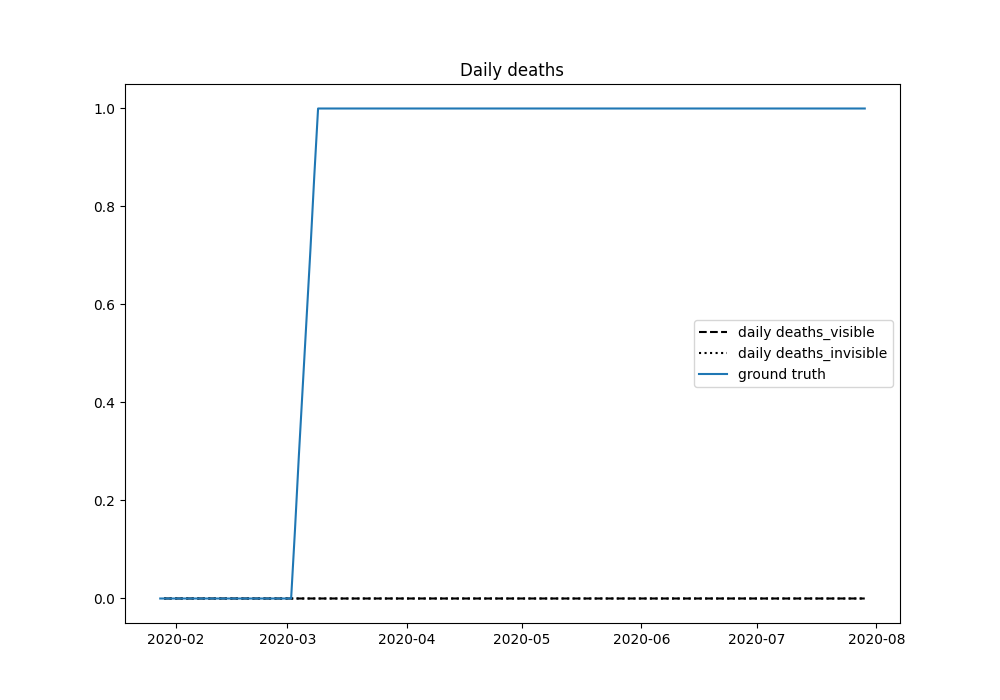 Daily deaths
1.0
0.8
0.6
0.4
0.2
0.0
daily deaths_visible
daily deaths_invisible
ground truth
2020-02 2020-03 2020-04 2020-05 2020-06 2020-07 2020-08